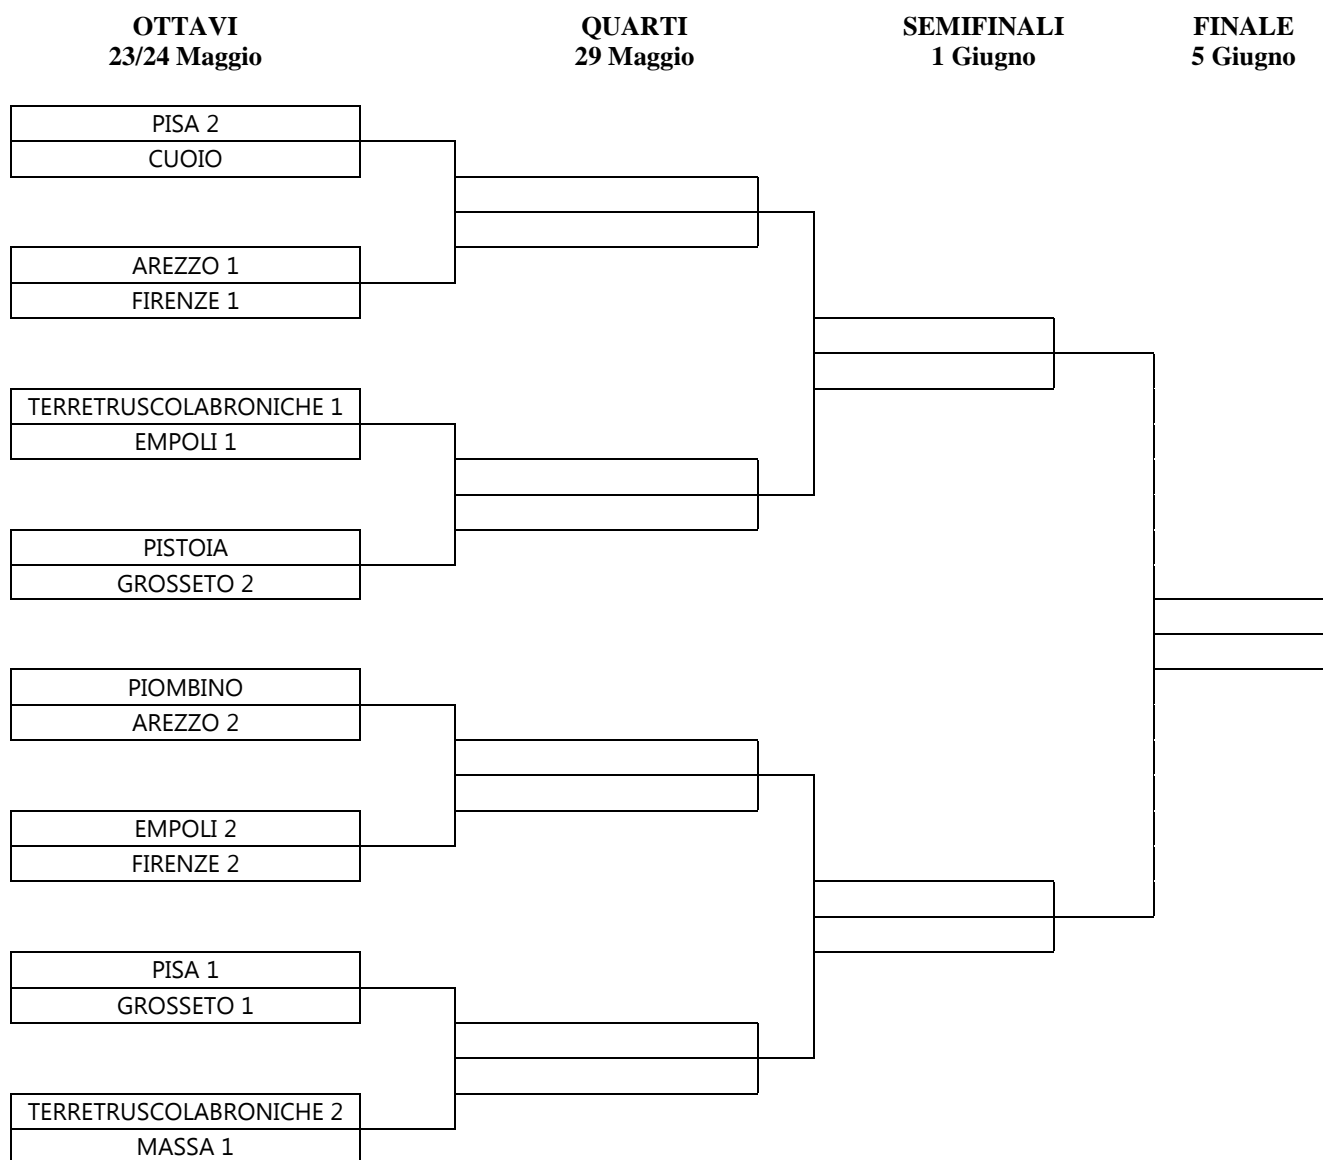 OTTAVI
23/24 Maggio
QUARTI
29 Maggio
SEMIFINALI
1 Giugno
FINALE
5 Giugno
PISA 2
CUOIO
AREZZO 1
FIRENZE 1
TERRETRUSCOLABRONICHE 1
EMPOLI 1
PISTOIA
GROSSETO 2
PIOMBINO
AREZZO 2
EMPOLI 2
FIRENZE 2
PISA 1
GROSSETO 1
TERRETRUSCOLABRONICHE 2
MASSA 1